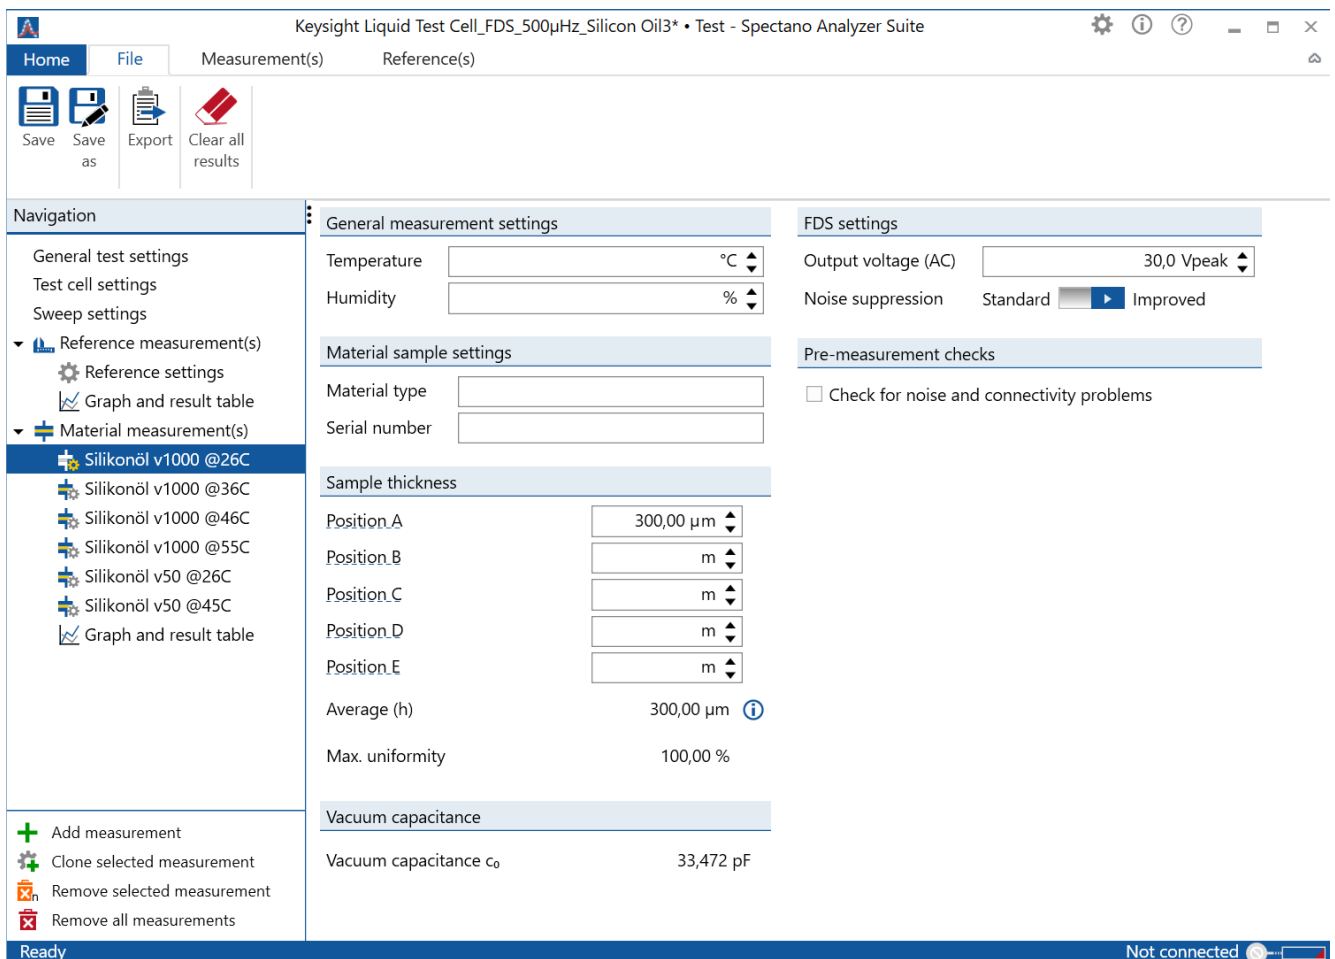 Keysight Liquid Test Cell_FDS_500µHz_Silicon Oil3* • Test - Spectano Analyzer Suite
Home File Measurement(s) Reference(s)
Save Save as Export Clear all results
Navigation
General test settings
Test cell settings
Sweep settings
Reference measurement(s)
Reference settings
Graph and result table
Material measurement(s)
Silikonöl v1000 @26C
Silikonöl v1000 @36C
Silikonöl v1000 @46C
Silikonöl v1000 @55C
Silikonöl v50 @26C
Silikonöl v50 @45C
Graph and result table
Add measurement
Clone selected measurement
Remove selected measurement
Remove all measurements
General measurement settings
Temperature °C
Humidity %
Material sample settings
Material type
Serial number
Sample thickness
Position A 300,00 µm
Position B m
Position C m
Position D m
Position E m
Average (h) 300,00 µm
Max. uniformity 100,00 %
Vacuum capacitance
Vacuum capacitance c₀ 33,472 pF
FDS settings
Output voltage (AC) 30,0 Vpeak
Noise suppression Standard Improved
Pre-measurement checks
Check for noise and connectivity problems
Ready Not connected